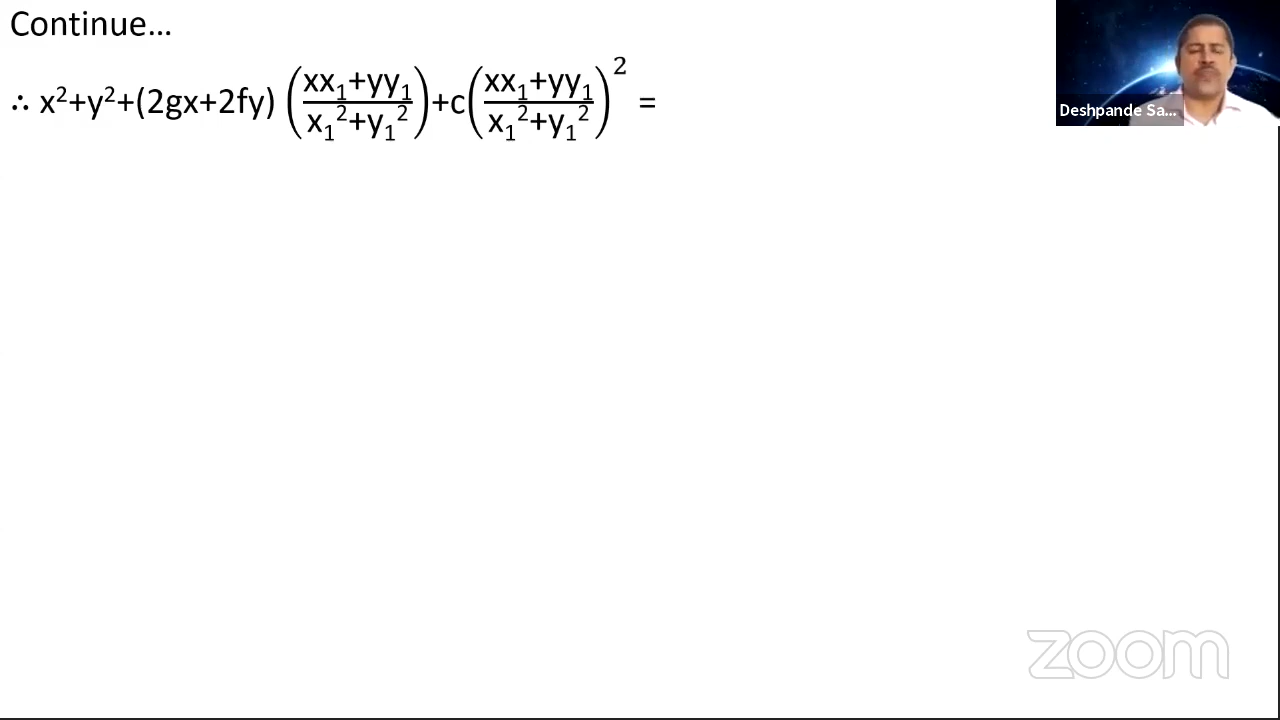 Continue...
∴ x²+y²+(2gx+2fy) ((xx₁+yy₁)/(x₁²+y₁²))+c((xx₁+yy₁)/(x₁²+y₁²))² =
Deshpande Sa...
zoom